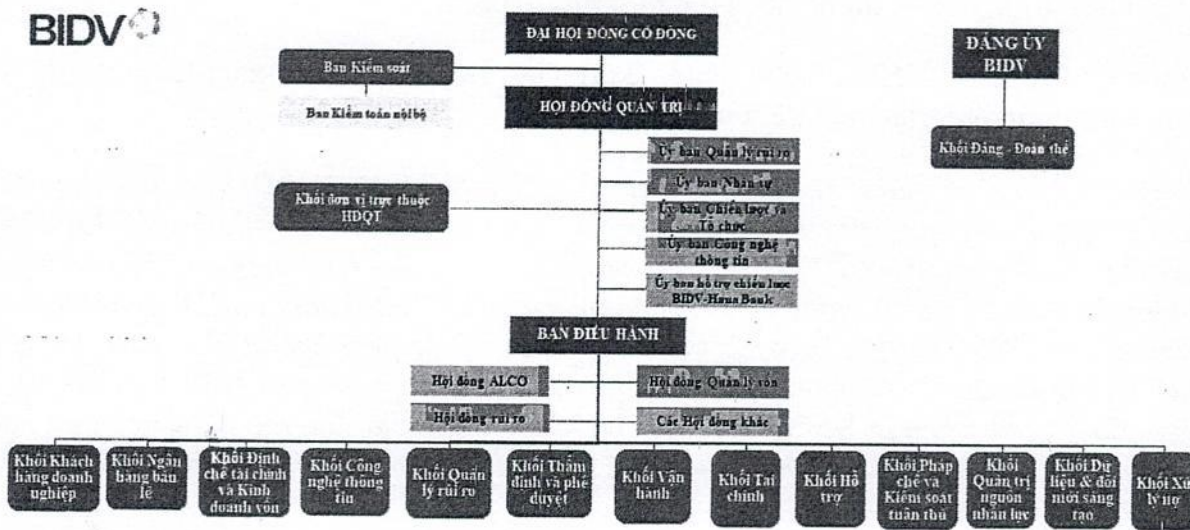 BIDV
ĐẠI HỘI ĐỒNG CỔ ĐÔNG
ĐẢNG ỦY
BIDV
Ban Kiểm soát
Ban Kiểm toán nội bộ
HỘI ĐỒNG QUẢN TRỊ
Khối Đảng - Đoàn thể
Ủy ban Quản lý rủi ro
Ủy ban Nhân sự
Khối đơn vị trực thuộc
HĐQT
Ủy ban Chiến lược và
Tổ chức
Ủy ban Công nghệ
thông tin
Ủy ban hỗ trợ chiến lược
BIDV-Hana Bank
BAN ĐIỀU HÀNH
Hội đồng ALCO
Hội đồng Quản lý vốn
Hội đồng rủi ro
Các Hội đồng khác
Khối Khách
hàng doanh
nghiệp
Khối Ngân
hàng bán
lẻ
Khối Định
chế tài chính
và Kinh
doanh vốn
Khối Công
nghệ thông
tin
Khối Quản
lý rủi ro
Khối Thẩm
định và phê
duyệt
Khối Vận
hành
Khối Tài
chính
Khối Hỗ
trợ
Khối Pháp
chế và
Kiểm soát
tuân thủ
Khối
Quản trị
nguồn
nhân lực
Khối Dữ
liệu & đổi
mới sáng
tạo
Khối Xử
lý nợ